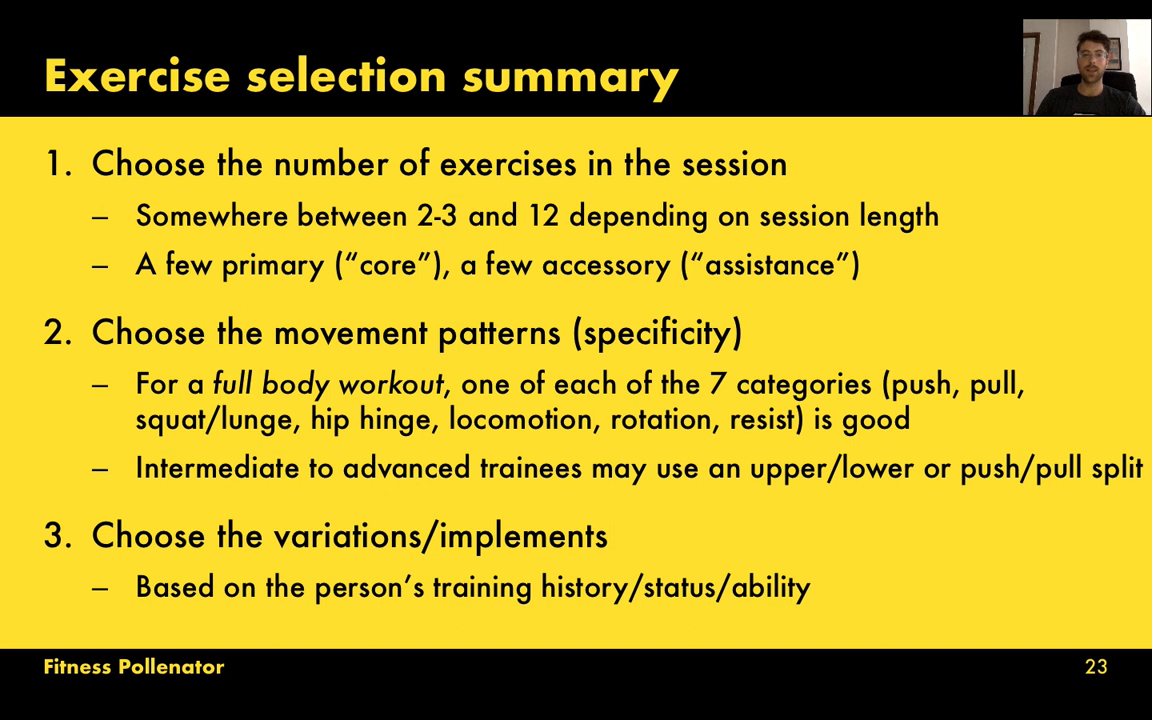 Exercise selection summary
1. Choose the number of exercises in the session
– Somewhere between 2-3 and 12 depending on session length
– A few primary (“core”), a few accessory (“assistance”)
2. Choose the movement patterns (specificity)
– For a full body workout, one of each of the 7 categories (push, pull,
squat/lunge, hip hinge, locomotion, rotation, resist) is good
– Intermediate to advanced trainees may use an upper/lower or push/pull split
3. Choose the variations/implements
– Based on the person’s training history/status/ability
Fitness Pollenator
23